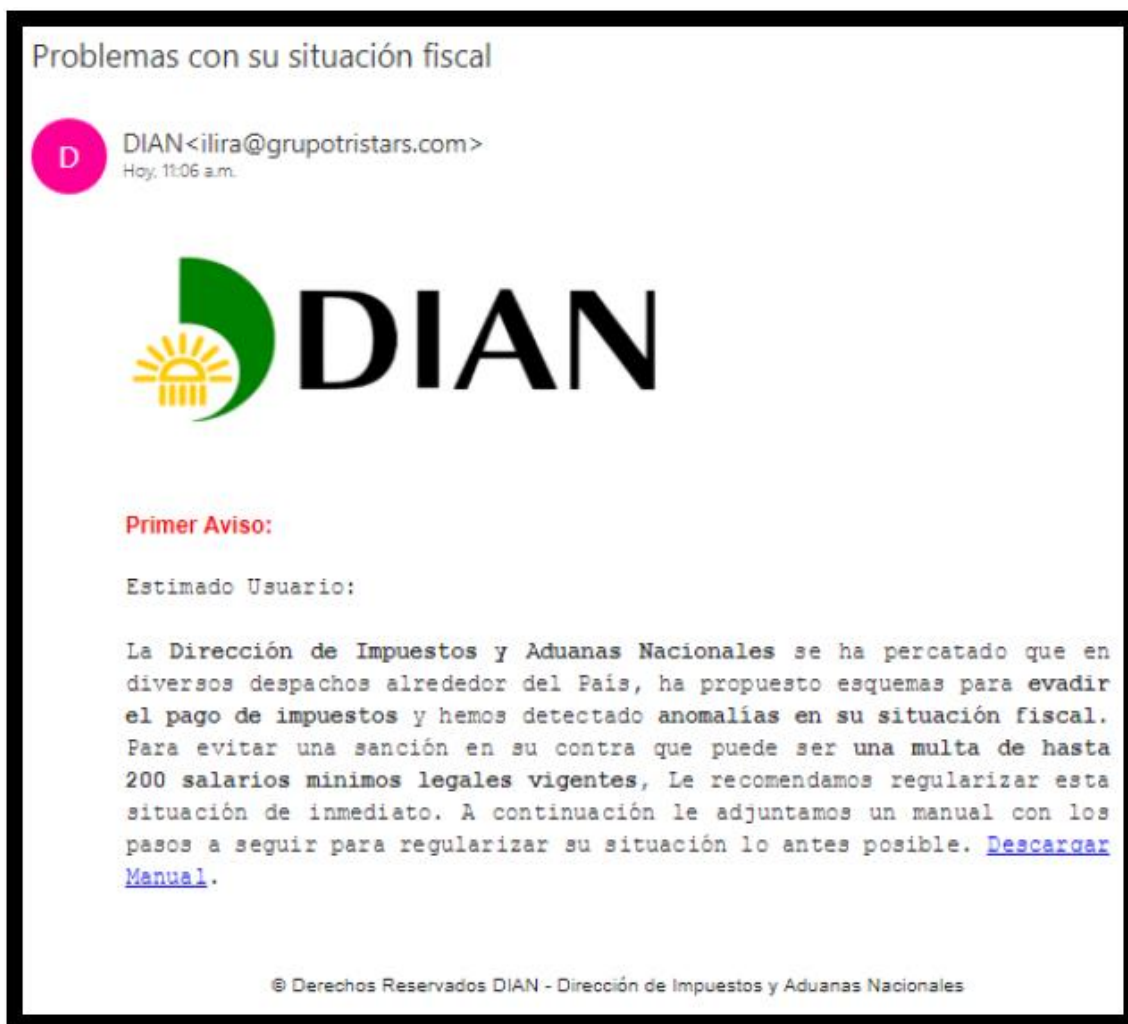 Problemas con su situación fiscal
D
DIAN<ilira@grupotristars.com>
Hoy, 11:06 a.m.
DIAN
Primer Aviso:
Estimado Usuario:
La Dirección de Impuestos y Aduanas Nacionales se ha percatado que en
diversos despachos alrededor del País, ha propuesto esquemas para evadir
el pago de impuestos y hemos detectado anomalías en su situación fiscal.
Para evitar una sanción en su contra que puede ser una multa de hasta
200 salarios minimos legales vigentes, Le recomendamos regularizar esta
situación de inmediato. A continuación le adjuntamos un manual con los
pasos a seguir para regularizar su situación lo antes posible. Descargar
Manual.
© Derechos Reservados DIAN - Dirección de Impuestos y Aduanas Nacionales